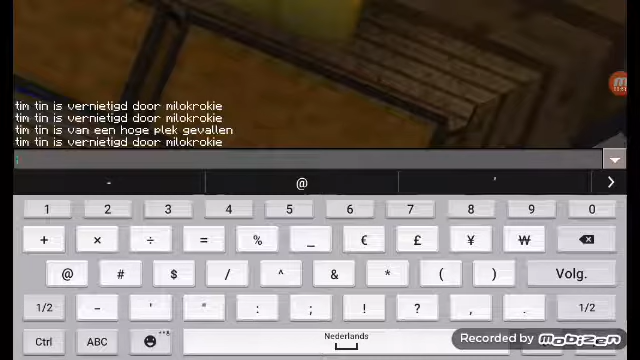 tim tin is vernietigd door milokrokie
tim tin is vernietigd door milokrokie
tim tin is van een hoge plek gevallen
tim tin is vernietigd door milokrokie
;
- @ ' >
1 2 3 4 5 6 7 8 9 0
+ × ÷ = % _ € £ ¥ ₩
@ # $ / ^ & * ( ) Volg.
1/2 - ' " : ; ! ? , . 1/2
Ctrl ABC Nederlands
Recorded by MOBIZEN